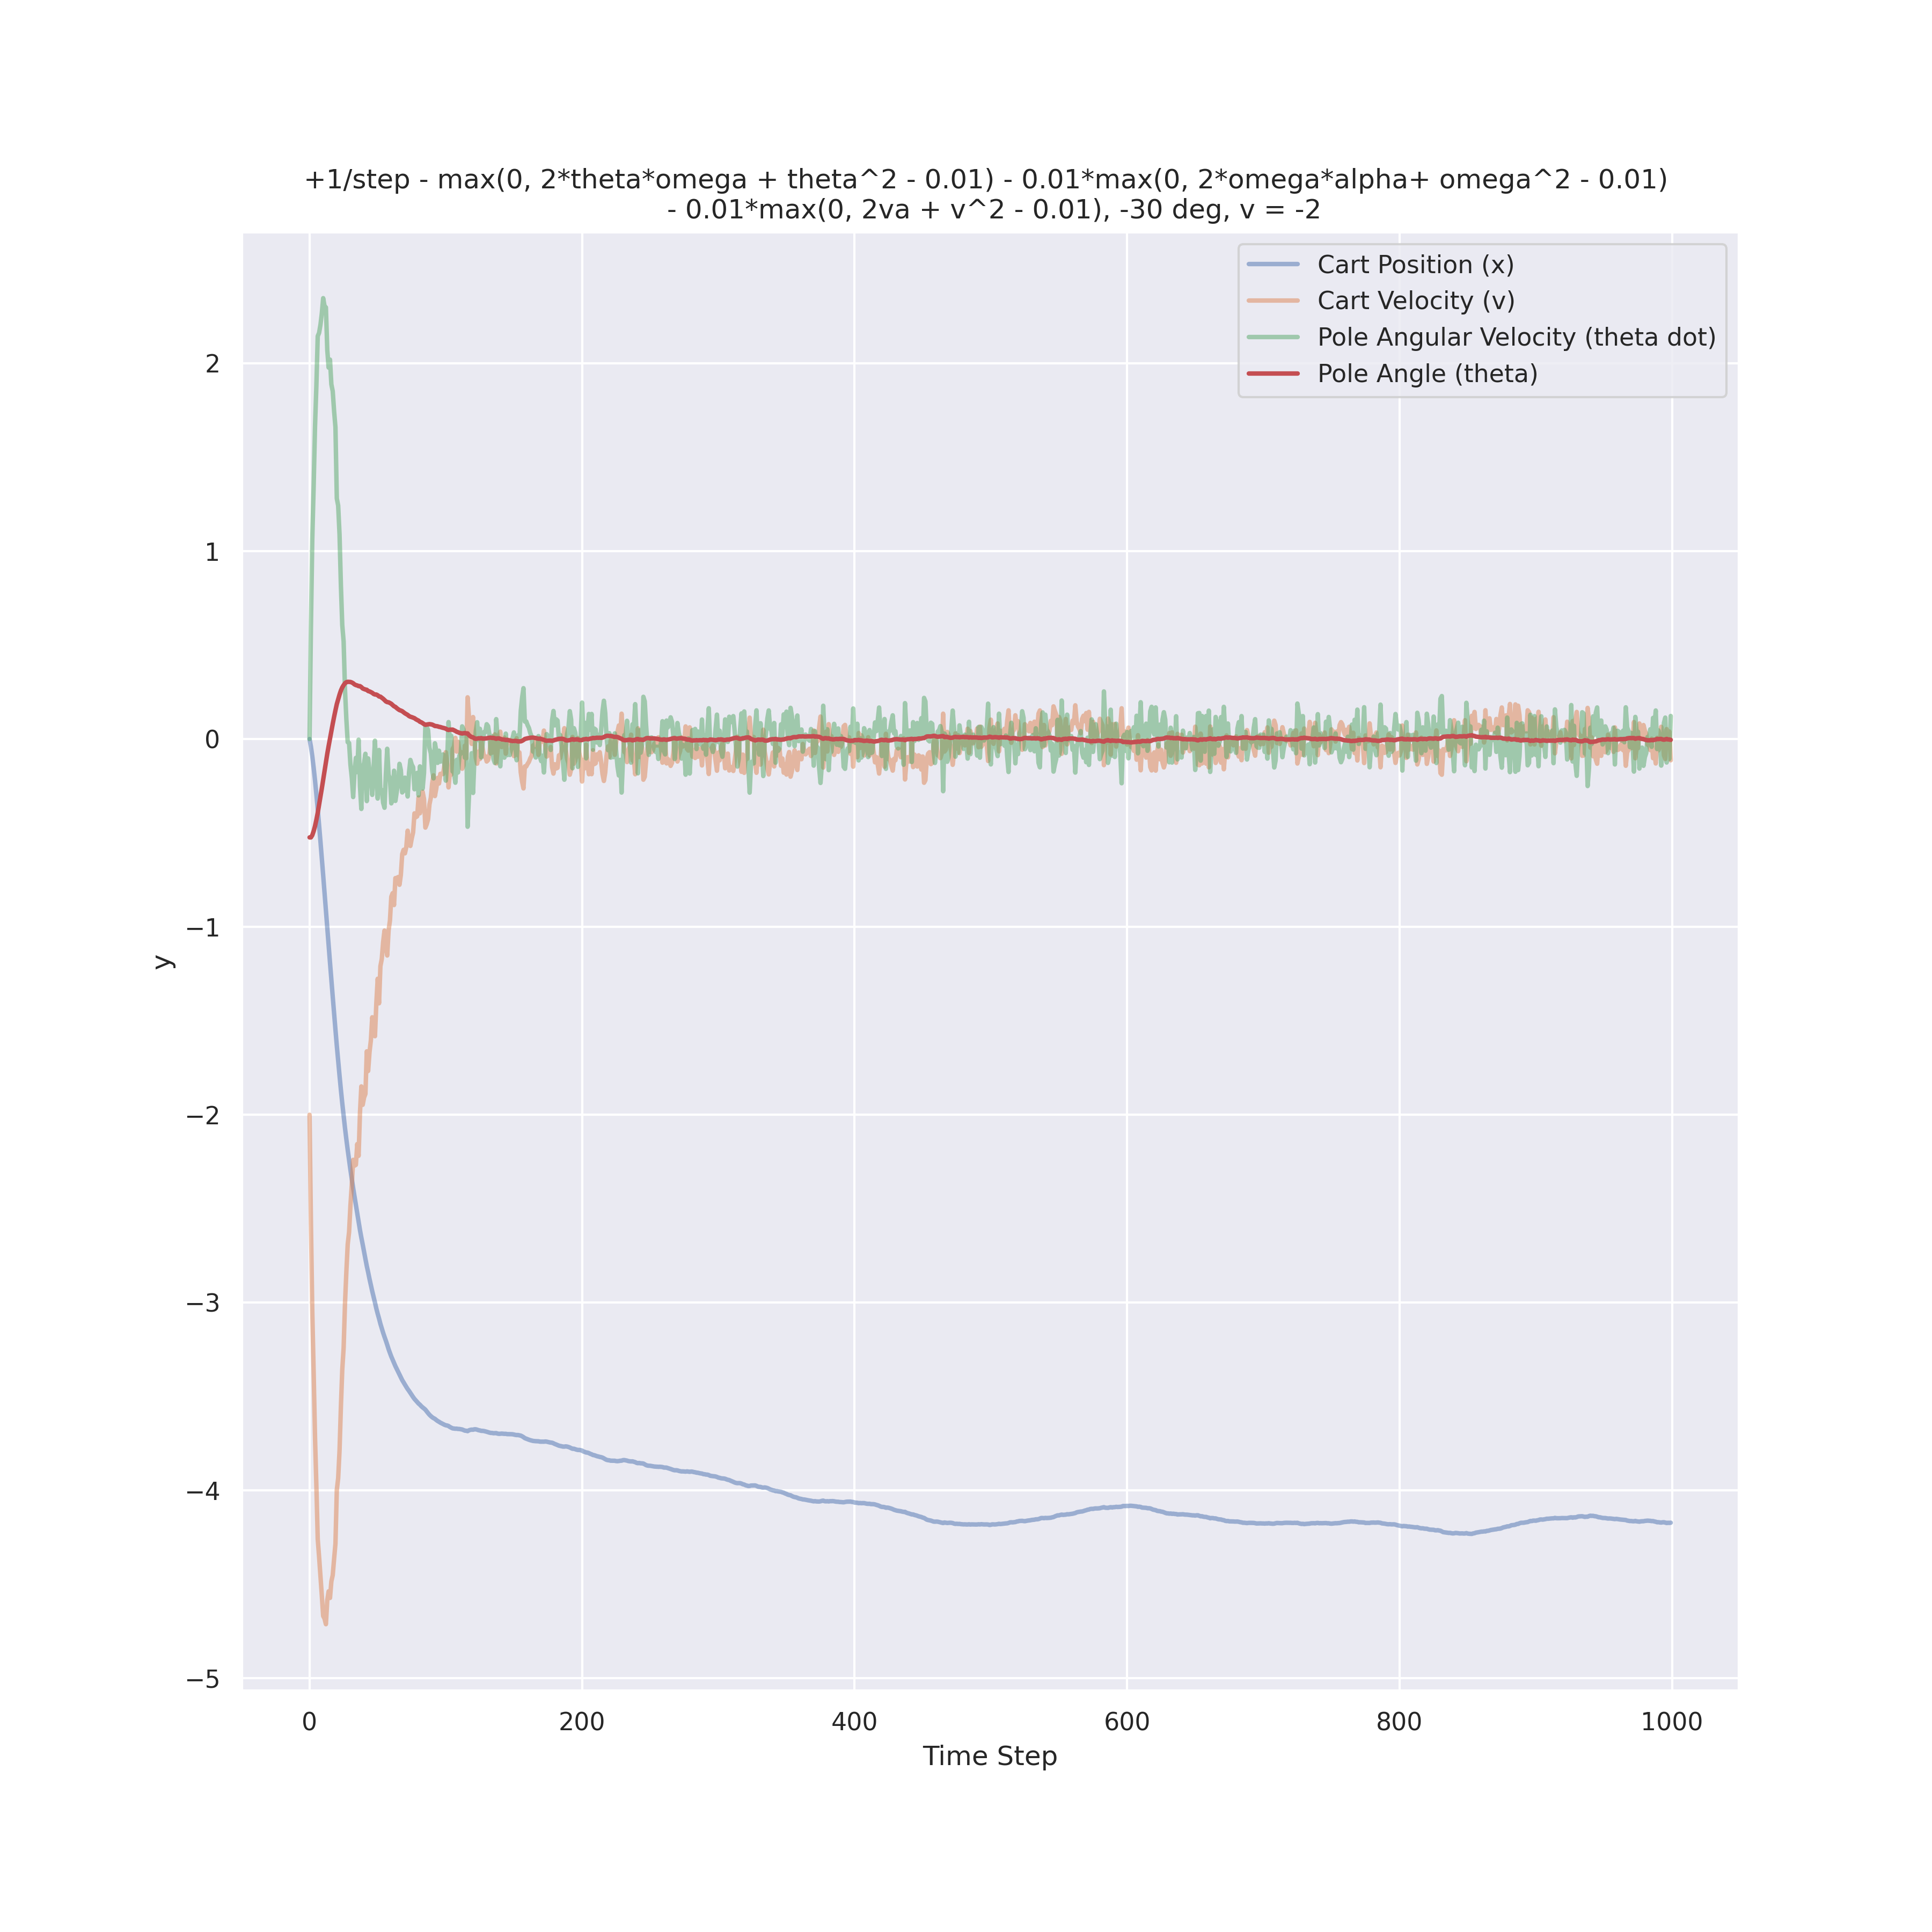 +1/step - max(0, 2*theta*omega + theta^2 - 0.01) - 0.01*max(0, 2*omega*alpha+ omega^2 - 0.01)
- 0.01*max(0, 2va + v^2 - 0.01), -30 deg, v = -2
Cart Position (x)
Cart Velocity (v)
Pole Angular Velocity (theta dot)
Pole Angle (theta)
2
1
0
−1
−2
−3
−4
−5
y
0 200 400 600 800 1000
Time Step